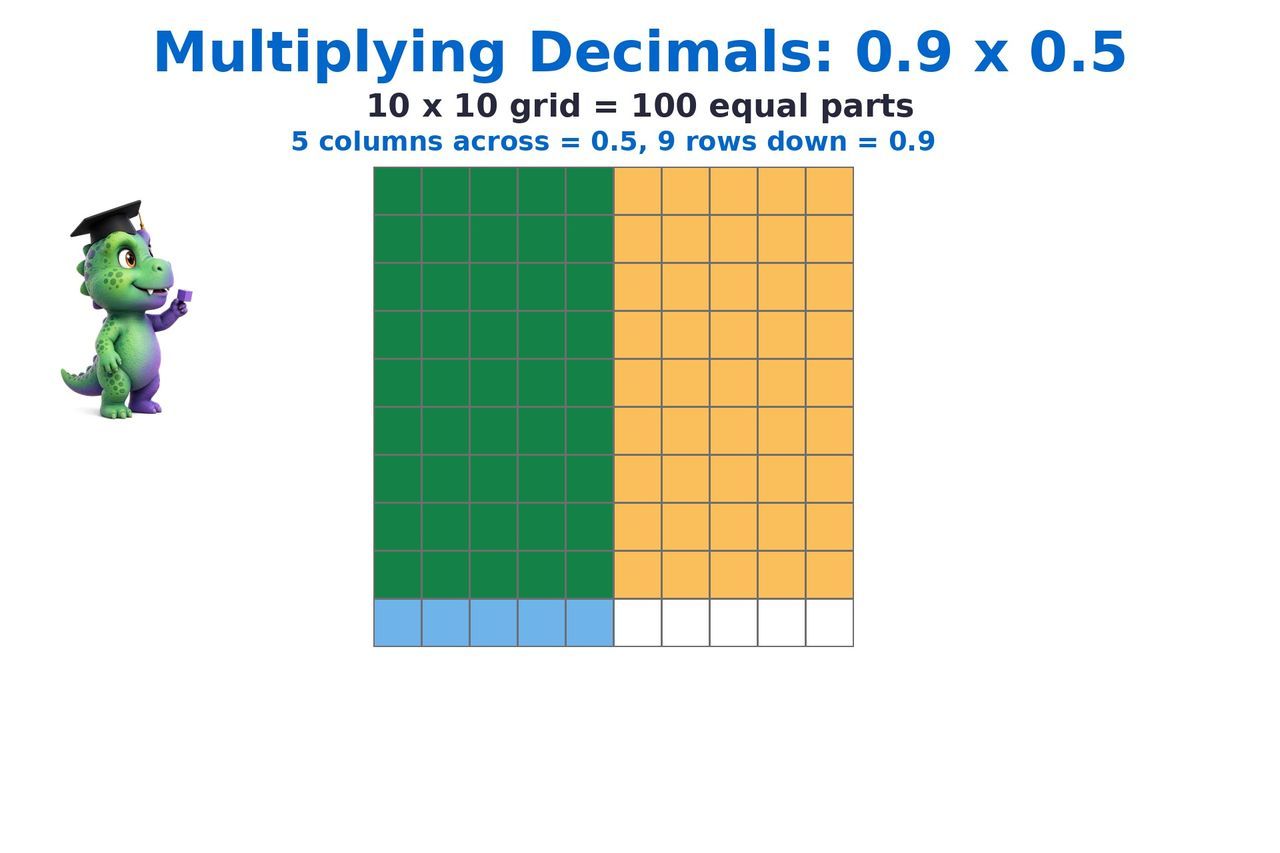 Multiplying Decimals: 0.9 x 0.5
10 x 10 grid = 100 equal parts
5 columns across = 0.5, 9 rows down = 0.9